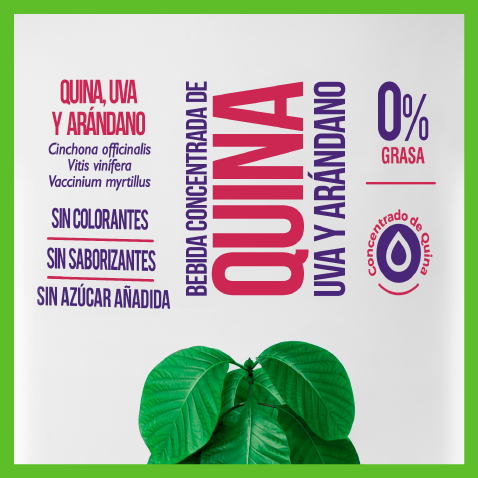 QUINA, UVA
Y ARÁNDANO
Cinchona officinalis
Vitis vinífera
Vaccinium myrtillus
SIN COLORANTES
SIN SABORIZANTES
SIN AZÚCAR AÑADIDA
BEBIDA CONCENTRADA DE
QUINA
UVA Y ARÁNDANO
0%
GRASA
Concentrado de Quina